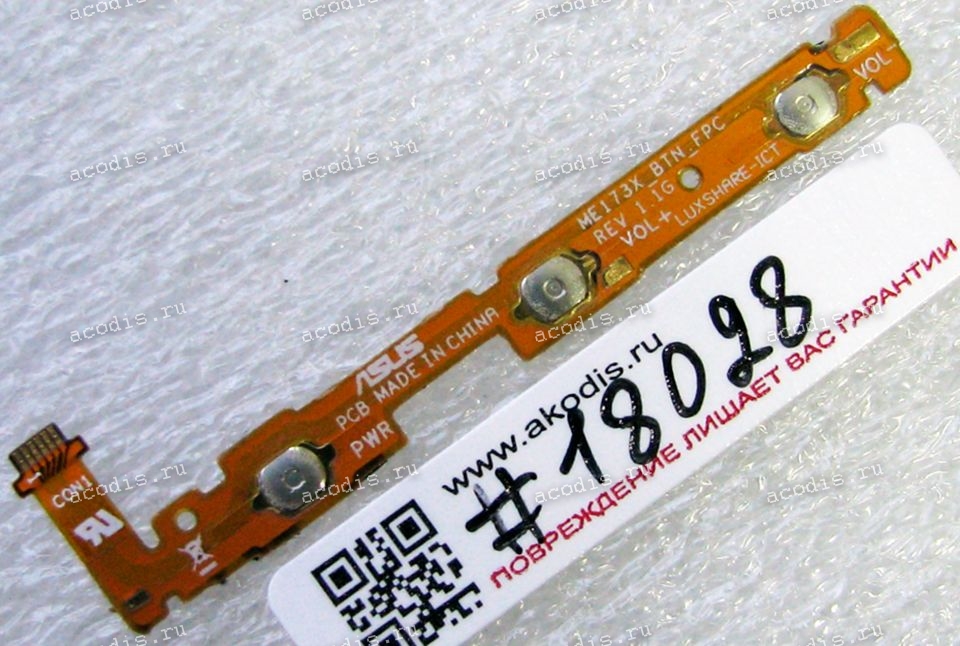 VOL-
ME173X_BTN_FPC
REV 1.1G
VOL+
LUXSHARE-ICT
ASUS
PCB MADE IN CHINA
PWR
CON1
www.akodis.ru
#18028
ПОВРЕЖДЕНИЕ ЛИШАЕТ ВАС ГАРАНТИИ
acodis.ru